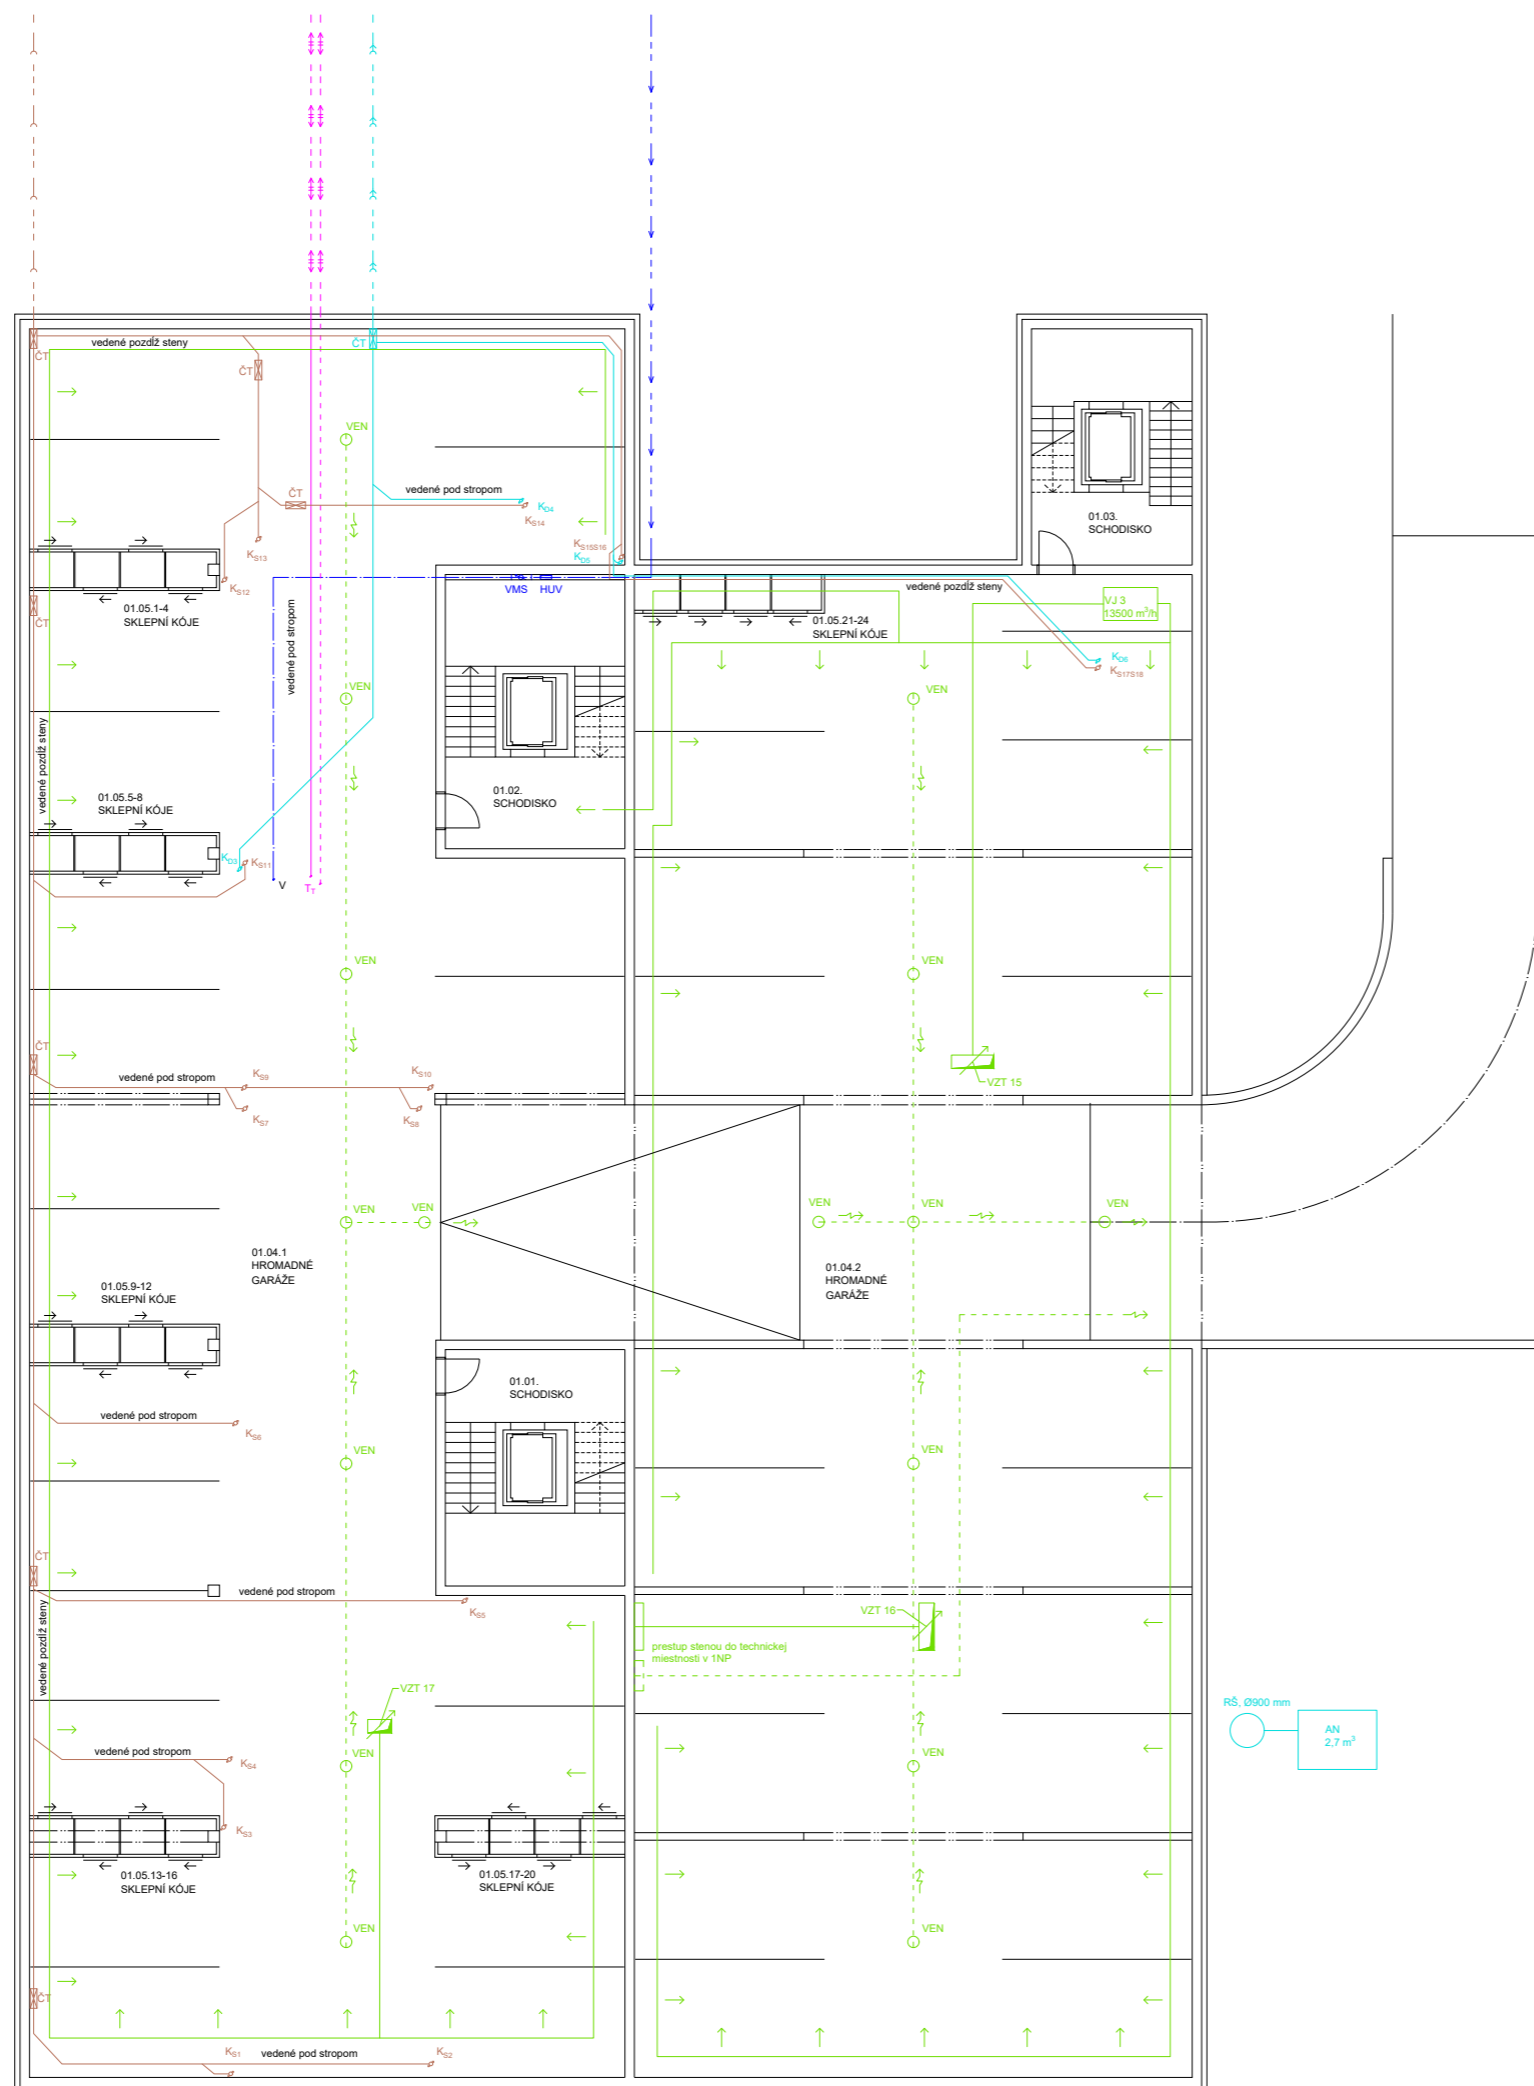 vedené pozdĺž steny
ČT
ČT
ČT
VEN
ČT
vedené pod stropom
KD4
KS14
KS13
KS15S16
KD5
KS12
VMS
HUV
01.03.
SCHODISKO
vedené pozdĺž steny
VJ 3
13500 m³/h
01.05.1-4
SKLEPNÍ KÓJE
ČT
vedené pod stropom
01.05.21-24
SKLEPNÍ KÓJE
KD6
KS17S18
VEN
VEN
vedené pozdĺž steny
01.05.5-8
SKLEPNÍ KÓJE
01.02.
SCHODISKO
KD3
KS11
V
TT
VEN
VEN
ČT
vedené pod stropom
KS9
KS10
KS7
KS8
VZT 15
VEN
VEN
VEN
VEN
VEN
01.04.1
HROMADNÉ
GARÁŽE
01.04.2
HROMADNÉ
GARÁŽE
01.05.9-12
SKLEPNÍ KÓJE
01.01.
SCHODISKO
vedené pod stropom
KS6
VEN
VEN
ČT
vedené pod stropom
KS5
VZT 16
vedené pozdĺž steny
prestup stenou do technickej
miestnosti v 1NP
VZT 17
RŠ, Ø900 mm
AN
2,7 m³
vedené pod stropom
KS4
VEN
VEN
KS3
01.05.13-16
SKLEPNÍ KÓJE
01.05.17-20
SKLEPNÍ KÓJE
VEN
VEN
ČT
KS1
vedené pod stropom
KS2